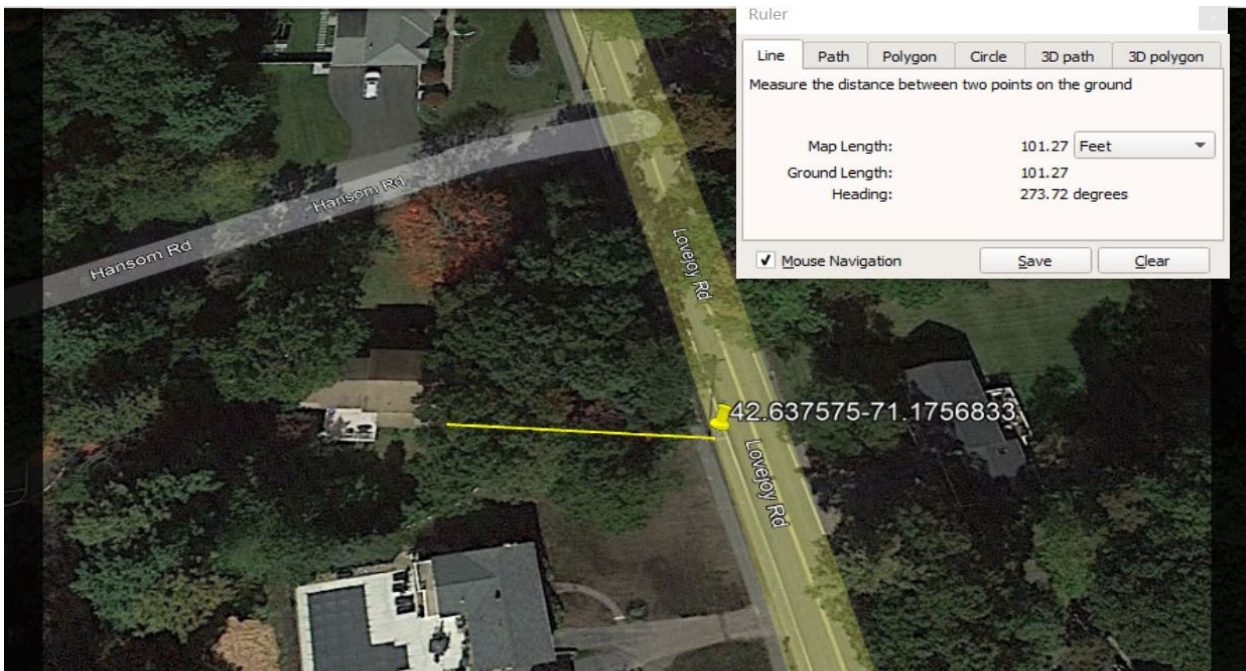 Ruler
Line Path Polygon Circle 3D path 3D polygon
Measure the distance between two points on the ground
Map Length: 101.27 Feet
Ground Length: 101.27
Heading: 273.72 degrees
Mouse Navigation Save Clear
Hansom Rd
Hansom Rd
Lovejoy Rd
42.637575-71.1756833
Lovejoy Rd